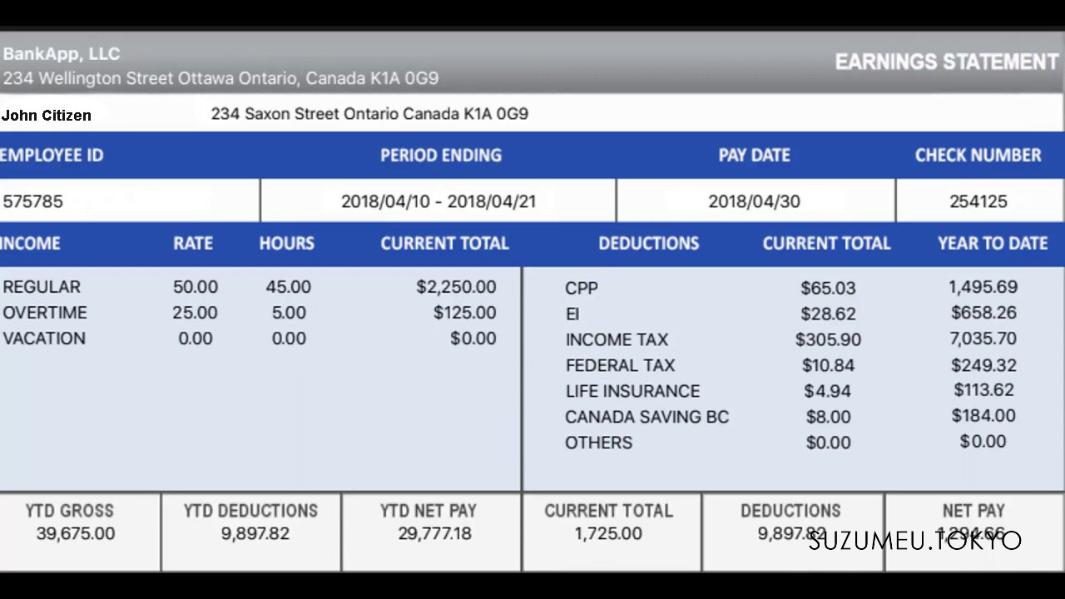 BankApp, LLC
EARNINGS STATEMENT
234 Wellington Street Ottawa Ontario, Canada K1A 0G9
John Citizen 234 Saxon Street Ontario Canada K1A 0G9
EMPLOYEE ID PERIOD ENDING PAY DATE CHECK NUMBER
575785 2018/04/10 - 2018/04/21 2018/04/30 254125
INCOME RATE HOURS CURRENT TOTAL DEDUCTIONS CURRENT TOTAL YEAR TO DATE
REGULAR 50.00 45.00 $2,250.00 CPP $65.03 1,495.69
OVERTIME 25.00 5.00 $125.00 EI $28.62 $658.26
VACATION 0.00 0.00 $0.00 INCOME TAX $305.90 7,035.70
FEDERAL TAX $10.84 $249.32
LIFE INSURANCE $4.94 $113.62
CANADA SAVING BC $8.00 $184.00
OTHERS $0.00 $0.00
YTD GROSS YTD DEDUCTIONS YTD NET PAY CURRENT TOTAL DEDUCTIONS NET PAY
39,675.00 9,897.82 29,777.18 1,725.00 9,897.82 1,294.66
SUZUMEU.TOKYO